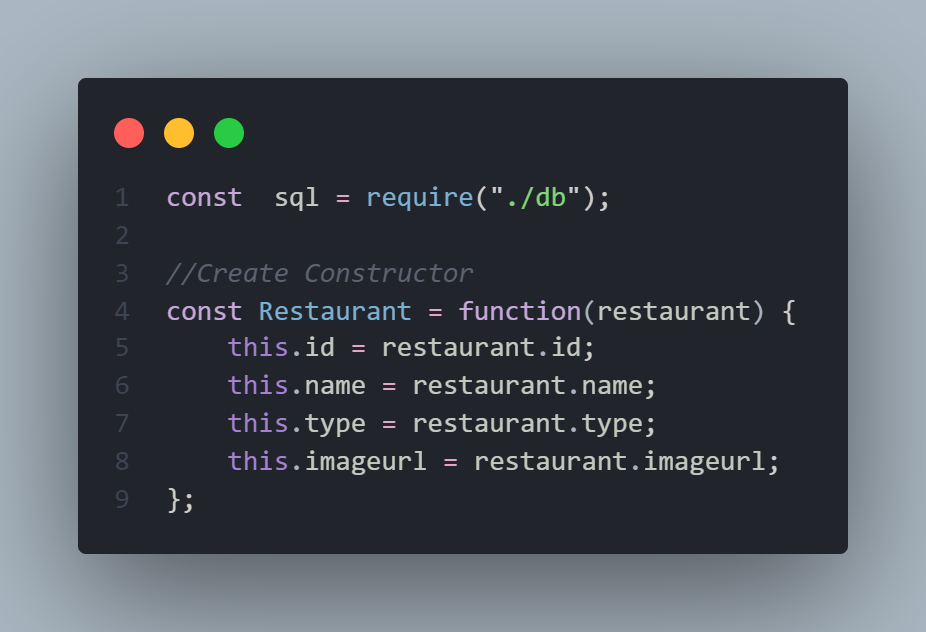 1 const  sql = require("./db");
2
3 //Create Constructor
4 const Restaurant = function(restaurant) {
5     this.id = restaurant.id;
6     this.name = restaurant.name;
7     this.type = restaurant.type;
8     this.imageurl = restaurant.imageurl;
9 };